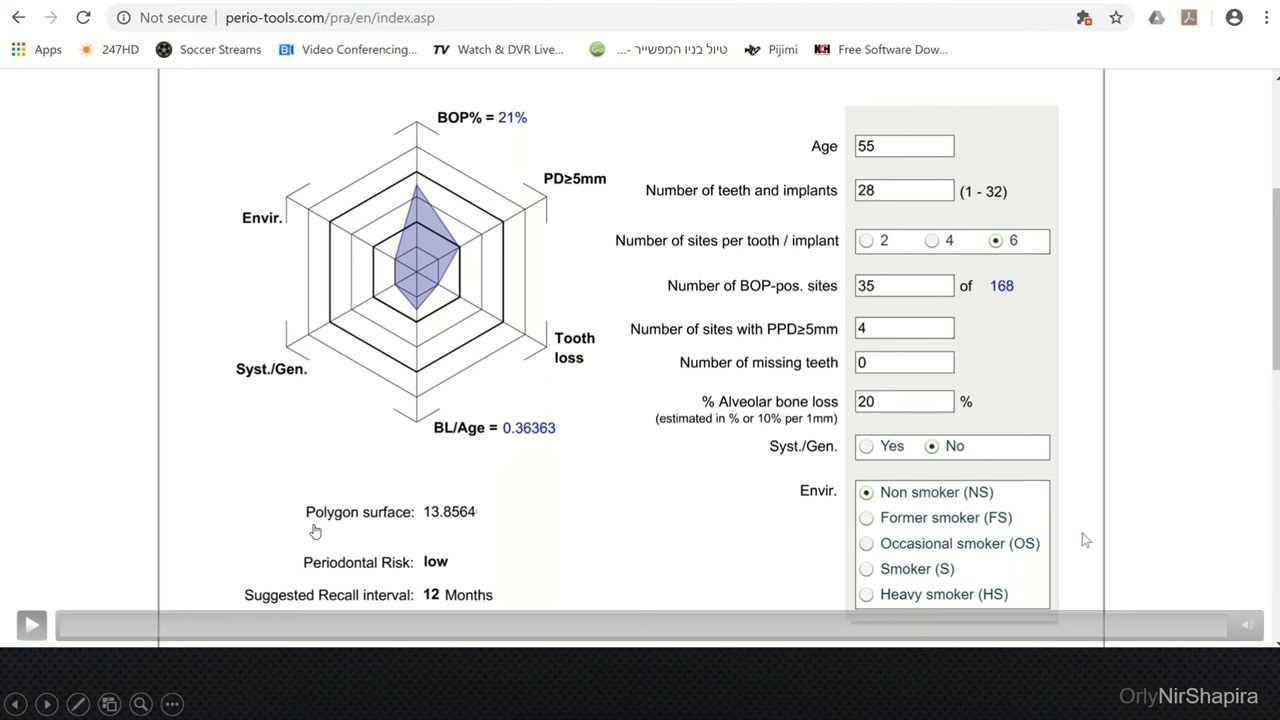 Not secure perio-tools.com/pra/en/index.asp
Apps 247HD Soccer Streams Video Conferencing... TV Watch & DVR Live... Go טיול בניו המפשייר -... Pijimi KCH Free Software Dow...
BOP% = 21%
PD≥5mm
Envir.
Tooth
loss
Syst./Gen.
BL/Age = 0.36363
Polygon surface: 13.8564
Periodontal Risk: low
Suggested Recall interval: 12 Months
Age 55
Number of teeth and implants 28 (1 - 32)
Number of sites per tooth / implant 2 4 6
Number of BOP-pos. sites 35 of 168
Number of sites with PPD≥5mm 4
Number of missing teeth 0
% Alveolar bone loss 20 %
(estimated in % or 10% per 1mm)
Syst./Gen. Yes No
Envir. Non smoker (NS)
Former smoker (FS)
Occasional smoker (OS)
Smoker (S)
Heavy smoker (HS)
OrlyNirShapira